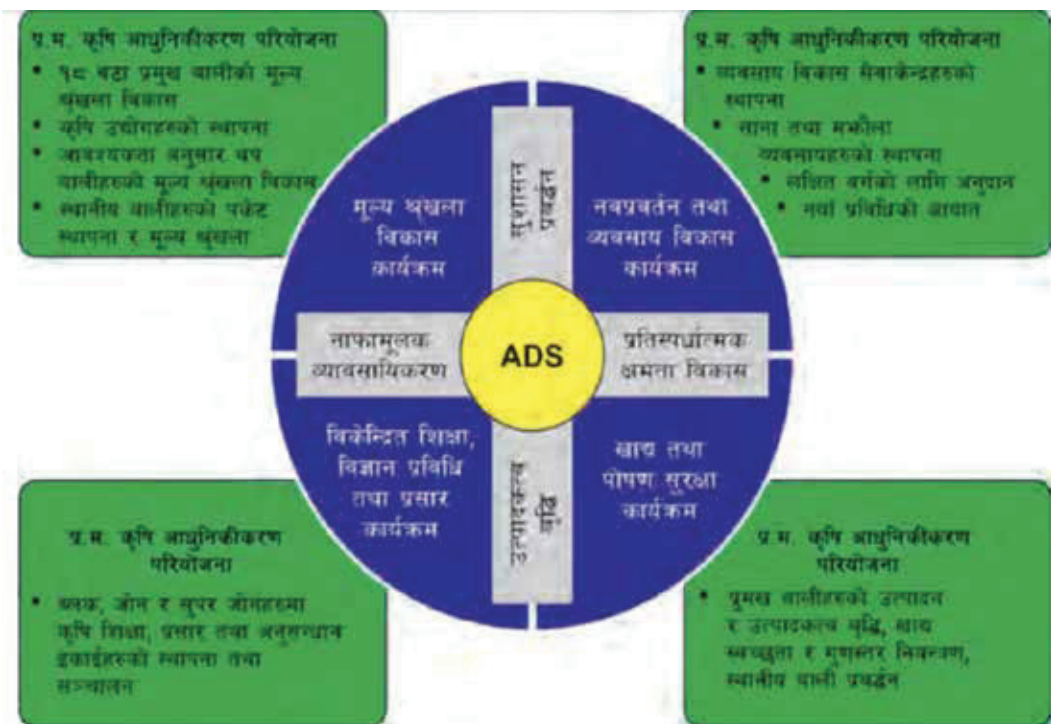 प्र.म. कृषि आधुनिकीकरण परियोजना
• १८ वटा प्रमुख बालीको मूल्य
श्रृंखला विकास
• कृषि उद्योगहरुको स्थापना
• आवश्यकता अनुसार थप
बालीहरुको मूल्य श्रृंखला विकास
• स्थानीय बालीहरुको पकेट
स्थापना र मूल्य श्रृंखला
प्र.म. कृषि आधुनिकीकरण परियोजना
• व्यवसाय विकास सेवाकेन्द्रहरुको
स्थापना
• साना तथा मझौला
व्यवसायहरुको स्थापना
• लक्षित वर्गको लागि अनुदान
• नयाँ प्रविधिको आयात
मूल्य श्रृंखला
विकास
कार्यक्रम
सुशासन
प्रवर्द्धन
नवप्रवर्तन तथा
व्यवसाय विकास
कार्यक्रम
नाफामूलक
व्यावसायिकरण
ADS
प्रतिस्पर्धात्मक
क्षमता विकास
विकेन्द्रित शिक्षा,
विज्ञान प्रविधि
तथा प्रसार
कार्यक्रम
उत्पादकत्व
बृद्धि
खाद्य तथा
पोषण सुरक्षा
कार्यक्रम
प्र.म. कृषि आधुनिकीकरण
परियोजना
• ब्लक, जोन र सुपर जोनहरुमा
कृषि शिक्षा, प्रसार तथा अनुसन्धान
इकाईहरुको स्थापना तथा
सञ्चालन
प्र.म. कृषि आधुनिकीकरण
परियोजना
• प्रुमख बालीहरुको उत्पादन
र उत्पादकत्व बृद्धि, खाद्य
स्वच्छता र गुणस्तर नियन्त्रण,
स्थानीय बाली प्रवर्द्धन